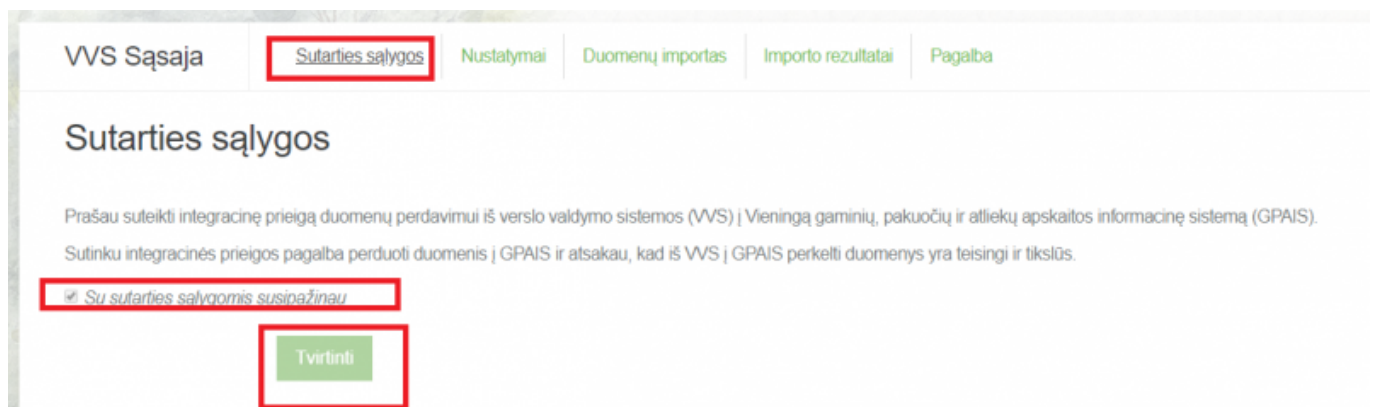 VVS Sąsaja Sutarties sąlygos Nustatymai Duomenų importas Importo rezultatai Pagalba
Sutarties sąlygos
Prašau suteikti integracinę prieigą duomenų perdavimui iš verslo valdymo sistemos (VVS) į Vieningą gaminių, pakuočių ir atliekų apskaitos informacinę sistemą (GPAIS).
Sutinku integracinės prieigos pagalba perduoti duomenis į GPAIS ir atsakau, kad iš VVS į GPAIS perkelti duomenys yra teisingi ir tikslūs.
Su sutarties sąlygomis susipažinau
Tvirtinti